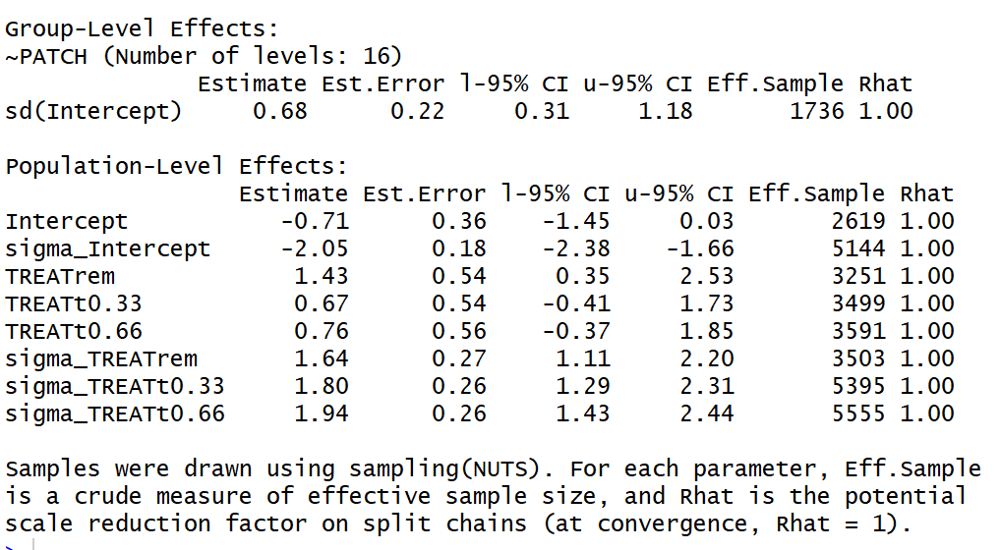 Group-Level Effects:
~PATCH (Number of levels: 16)
              Estimate Est.Error l-95% CI u-95% CI Eff.Sample Rhat
sd(Intercept)     0.68      0.22     0.31     1.18       1736 1.00
Population-Level Effects:
                 Estimate Est.Error l-95% CI u-95% CI Eff.Sample Rhat
Intercept           -0.71      0.36    -1.45     0.03       2619 1.00
sigma_Intercept     -2.05      0.18    -2.38    -1.66       5144 1.00
TREATrem             1.43      0.54     0.35     2.53       3251 1.00
TREATt0.33           0.67      0.54    -0.41     1.73       3499 1.00
TREATt0.66           0.76      0.56    -0.37     1.85       3591 1.00
sigma_TREATrem       1.64      0.27     1.11     2.20       3503 1.00
sigma_TREATt0.33     1.80      0.26     1.29     2.31       5395 1.00
sigma_TREATt0.66     1.94      0.26     1.43     2.44       5555 1.00
Samples were drawn using sampling(NUTS). For each parameter, Eff.Sample
is a crude measure of effective sample size, and Rhat is the potential
scale reduction factor on split chains (at convergence, Rhat = 1).
>